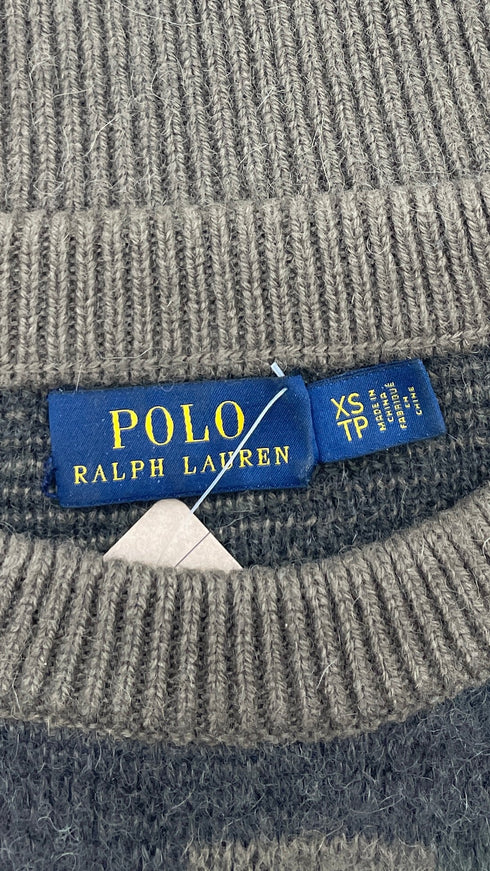 POLO
RALPH LAUREN
XS
TP
MADE IN
CHINA
FABRIQUÉ
EN
CHINE